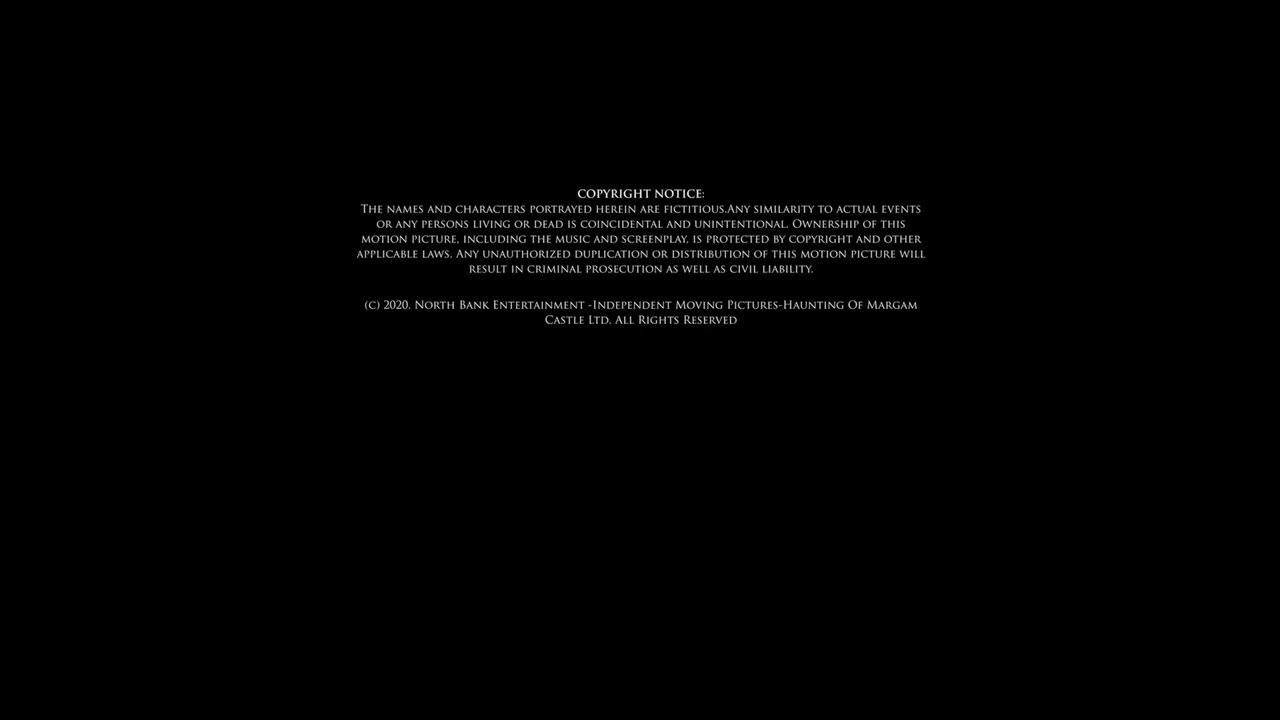 COPYRIGHT NOTICE:
The names and characters portrayed herein are fictitious.Any similarity to actual events
or any persons living or dead is coincidental and unintentional. Ownership of this
motion picture, including the music and screenplay, is protected by copyright and other
applicable laws. Any unauthorized duplication or distribution of this motion picture will
result in criminal prosecution as well as civil liability.
(c) 2020. North Bank Entertainment -Independent Moving Pictures-Haunting Of Margam
Castle Ltd. All Rights Reserved